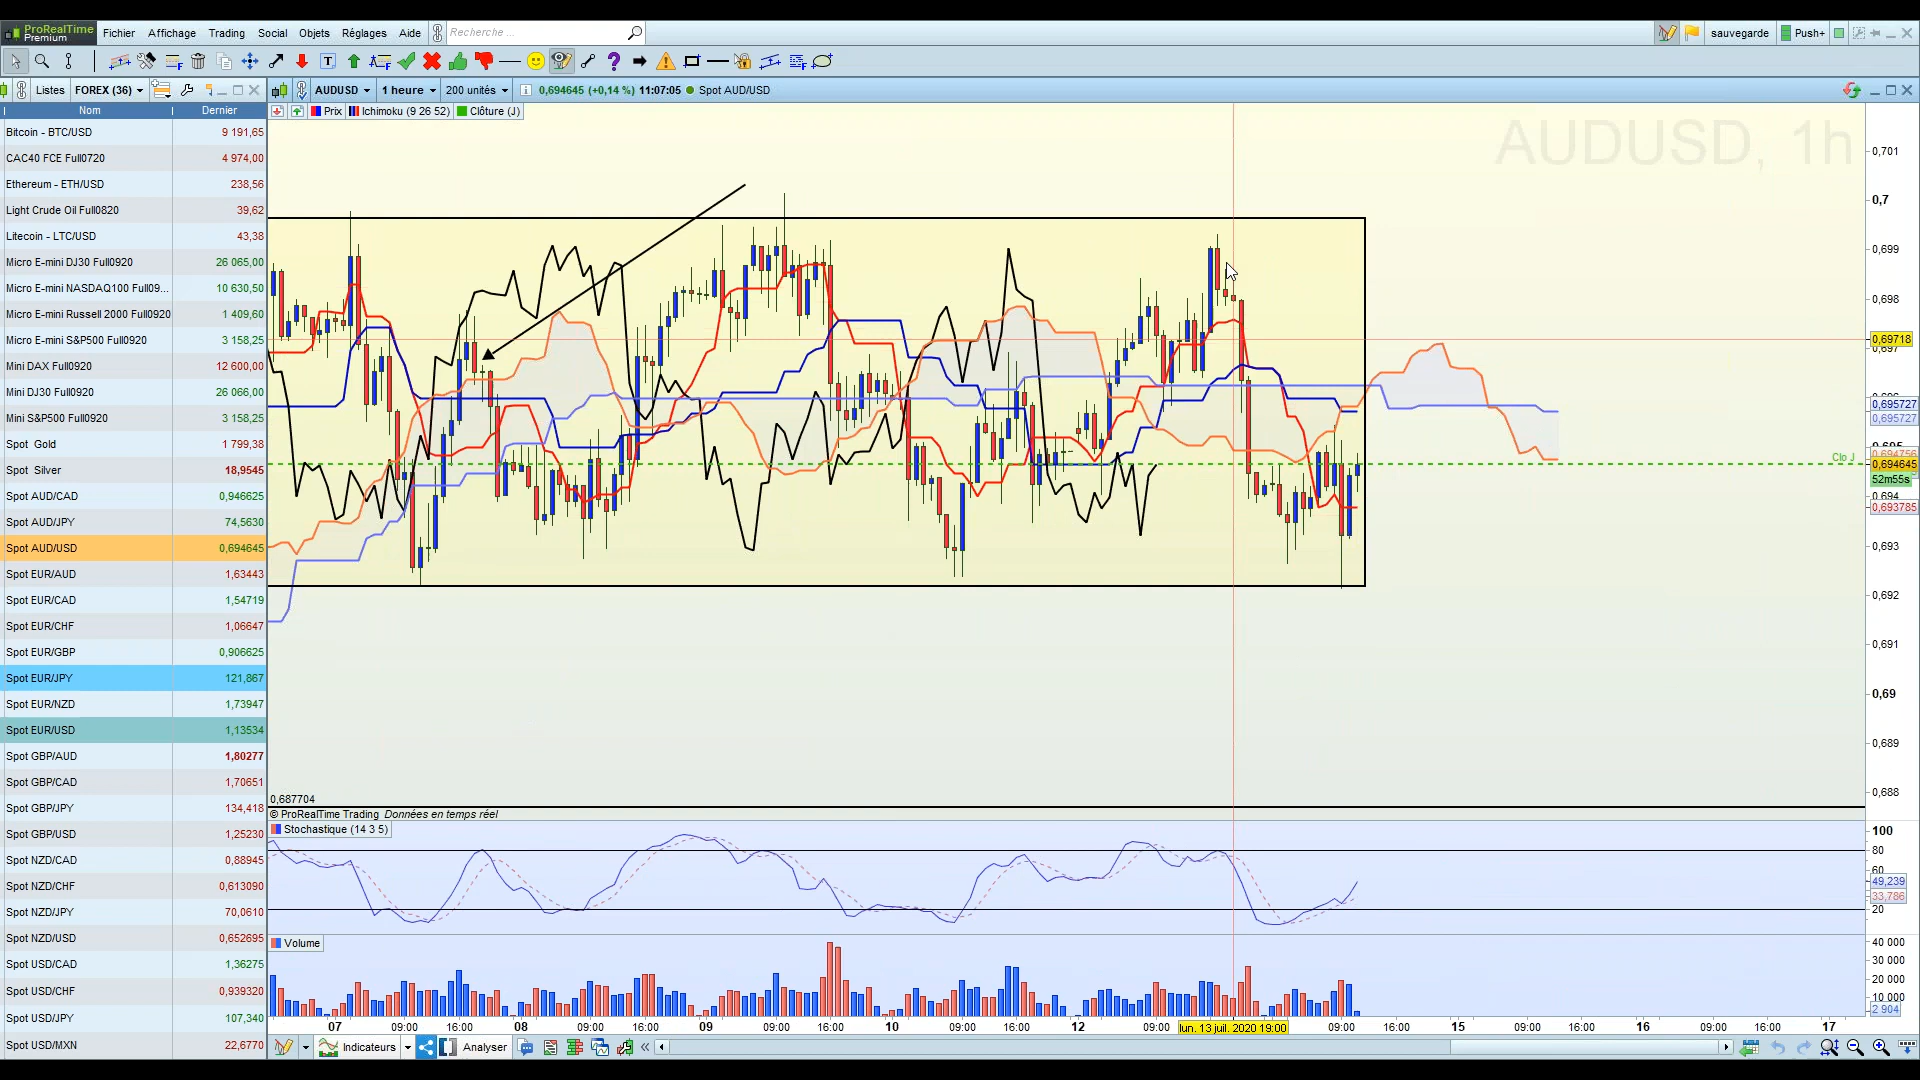 ProRealTime
Premium
Fichier Affichage Trading Social Objets Réglages Aide Recherche ... sauvegarde Push+
Listes FOREX (36) AUDUSD 1 heure 200 unités 0,694645 (+0,14 %) 11:07:05 Spot AUD/USD
Nom Dernier
Prix Ichimoku (9 26 52) Clôture (J)
AUDUSD, 1h
Bitcoin - BTC/USD 9 191,65
CAC40 FCE Full0720 4 974,00
Ethereum - ETH/USD 238,56
Light Crude Oil Full0820 39,62
Litecoin - LTC/USD 43,38
Micro E-mini DJ30 Full0920 26 065,00
Micro E-mini NASDAQ100 Full09... 10 630,50
Micro E-mini Russell 2000 Full0920 1 409,60
Micro E-mini S&P500 Full0920 3 158,25
Mini DAX Full0920 12 600,00
Mini DJ30 Full0920 26 066,00
Mini S&P500 Full0920 3 158,25
Spot Gold 1 799,38
Spot Silver 18,9545
Spot AUD/CAD 0,946625
Spot AUD/JPY 74,5630
Spot AUD/USD 0,694645
Spot EUR/AUD 1,63443
Spot EUR/CAD 1,54719
Spot EUR/CHF 1,06647
Spot EUR/GBP 0,906625
Spot EUR/JPY 121,867
Spot EUR/NZD 1,73947
Spot EUR/USD 1,13534
Spot GBP/AUD 1,80277
Spot GBP/CAD 1,70651
Spot GBP/JPY 134,418
Spot GBP/USD 1,25230
Spot NZD/CAD 0,88945
Spot NZD/CHF 0,613090
Spot NZD/JPY 70,0610
Spot NZD/USD 0,652695
Spot USD/CAD 1,36275
Spot USD/CHF 0,939320
Spot USD/JPY 107,340
Spot USD/MXN 22,6770
0,701
0,7
0,699
0,698
0,69718
0,697
0,695727
0,695727
Clo J
0,694645
52m55s
0,694
0,693785
0,693
0,692
0,691
0,69
0,689
0,688
0,687704
© ProRealTime Trading Données en temps réel
Stochastique (14 3 5)
100
80
60
49,239
33,786
20
Volume
40 000
30 000
20 000
10 000
2 904
07 09:00 16:00 08 09:00 16:00 09 09:00 16:00 10 09:00 16:00 12 09:00 lun. 13 juil. 2020 19:00 09:00 16:00 15 09:00 16:00 16 09:00 16:00 17
Indicateurs Analyser